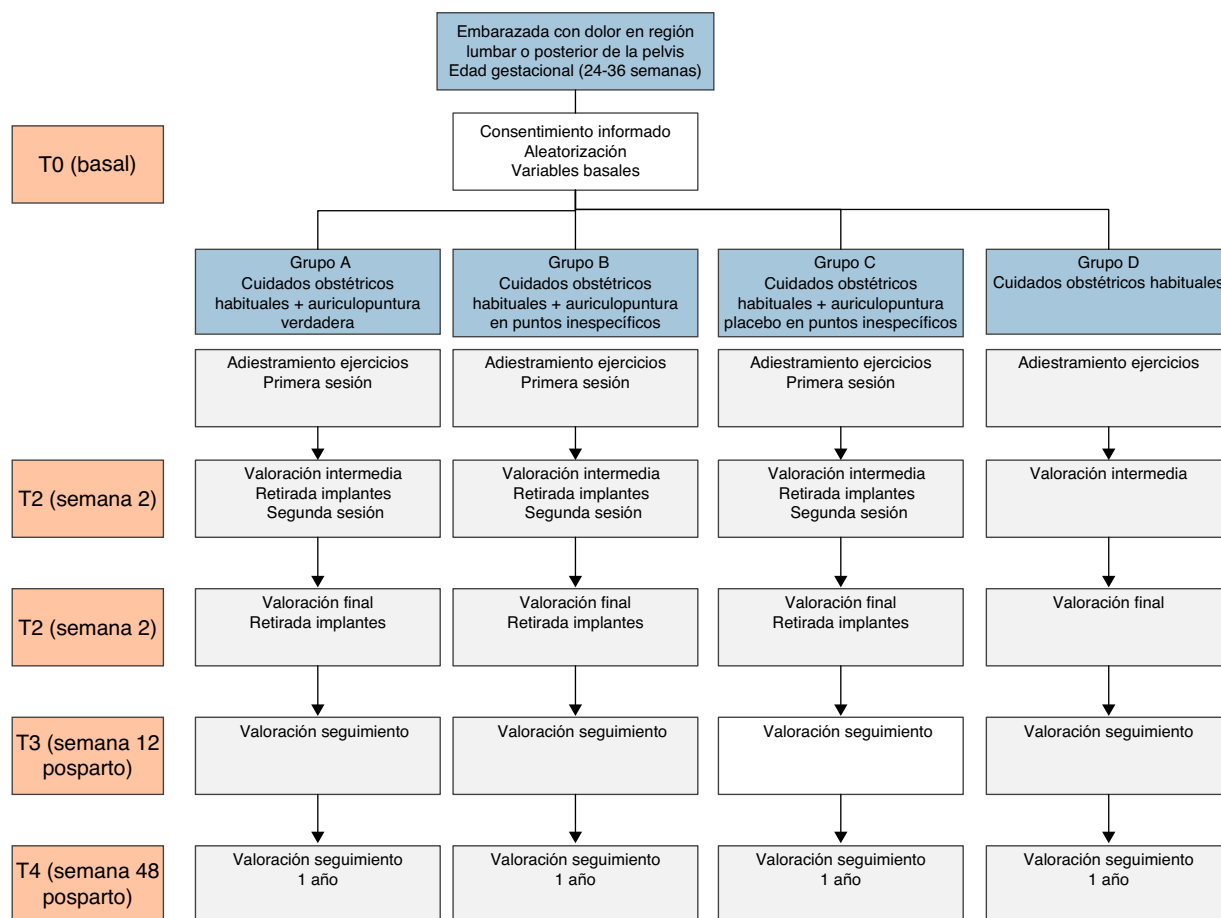 Embarazada con dolor en región
lumbar o posterior de la pelvis
Edad gestacional (24-36 semanas)
T0 (basal)
Consentimiento informado
Aleatorización
Variables basales
Grupo A
Cuidados obstétricos
habituales + auriculopuntura
verdadera
Grupo B
Cuidados obstétricos
habituales + auriculopuntura
en puntos inespecíficos
Grupo C
Cuidados obstétricos
habituales + auriculopuntura
placebo en puntos inespecíficos
Grupo D
Cuidados obstétricos habituales
Adiestramiento ejercicios
Primera sesión
Adiestramiento ejercicios
Primera sesión
Adiestramiento ejercicios
Primera sesión
Adiestramiento ejercicios
T2 (semana 2)
Valoración intermedia
Retirada implantes
Segunda sesión
Valoración intermedia
Retirada implantes
Segunda sesión
Valoración intermedia
Retirada implantes
Segunda sesión
Valoración intermedia
T2 (semana 2)
Valoración final
Retirada implantes
Valoración final
Retirada implantes
Valoración final
Retirada implantes
Valoración final
T3 (semana 12
posparto)
Valoración seguimiento
Valoración seguimiento
Valoración seguimiento
Valoración seguimiento
T4 (semana 48
posparto)
Valoración seguimiento
1 año
Valoración seguimiento
1 año
Valoración seguimiento
1 año
Valoración seguimiento
1 año